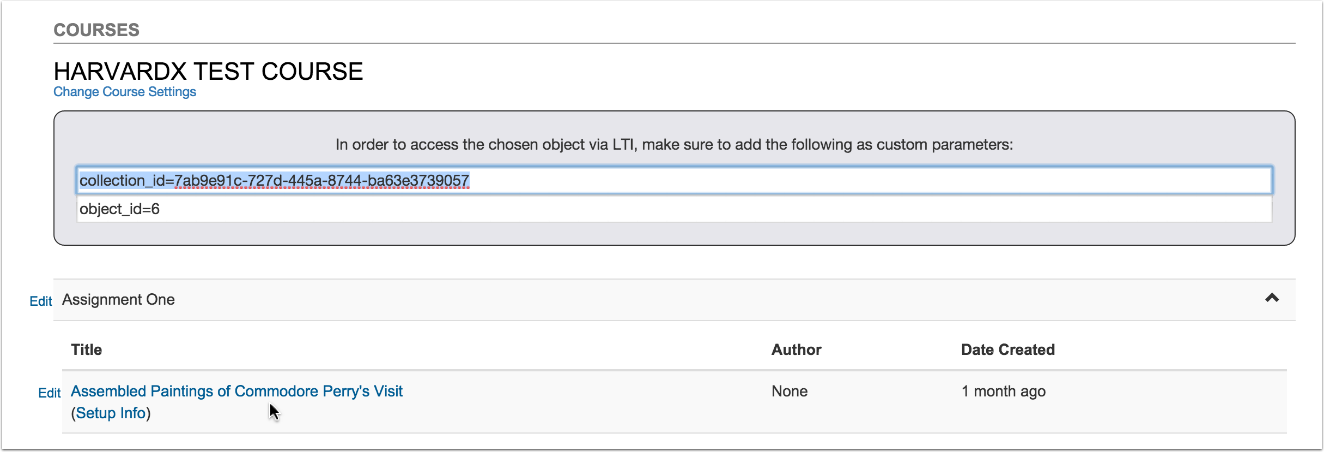 COURSES
HARVARDX TEST COURSE
Change Course Settings
In order to access the chosen object via LTI, make sure to add the following as custom parameters:
collection_id=7ab9e91c-727d-445a-8744-ba63e3739057
object_id=6
Edit Assignment One
Title Author Date Created
Edit Assembled Paintings of Commodore Perry's Visit None 1 month ago
(Setup Info)